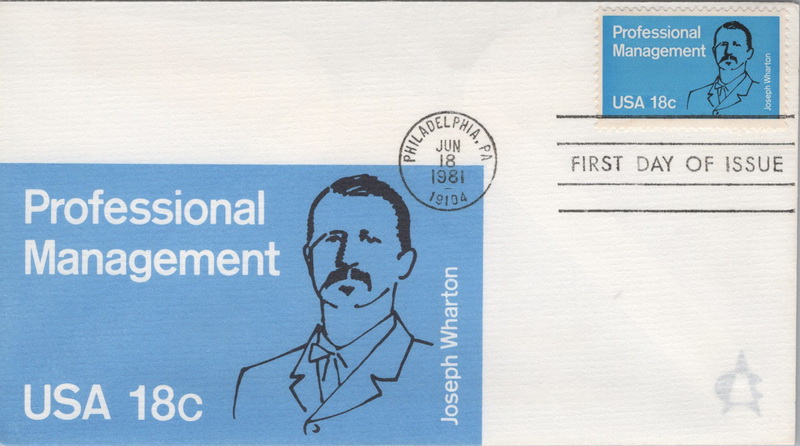 Professional
Management
USA 18c
Joseph Wharton
PHILADELPHIA, PA
JUN
18
1981
19104
FIRST DAY OF ISSUE
Professional
Management
USA 18c
Joseph Wharton